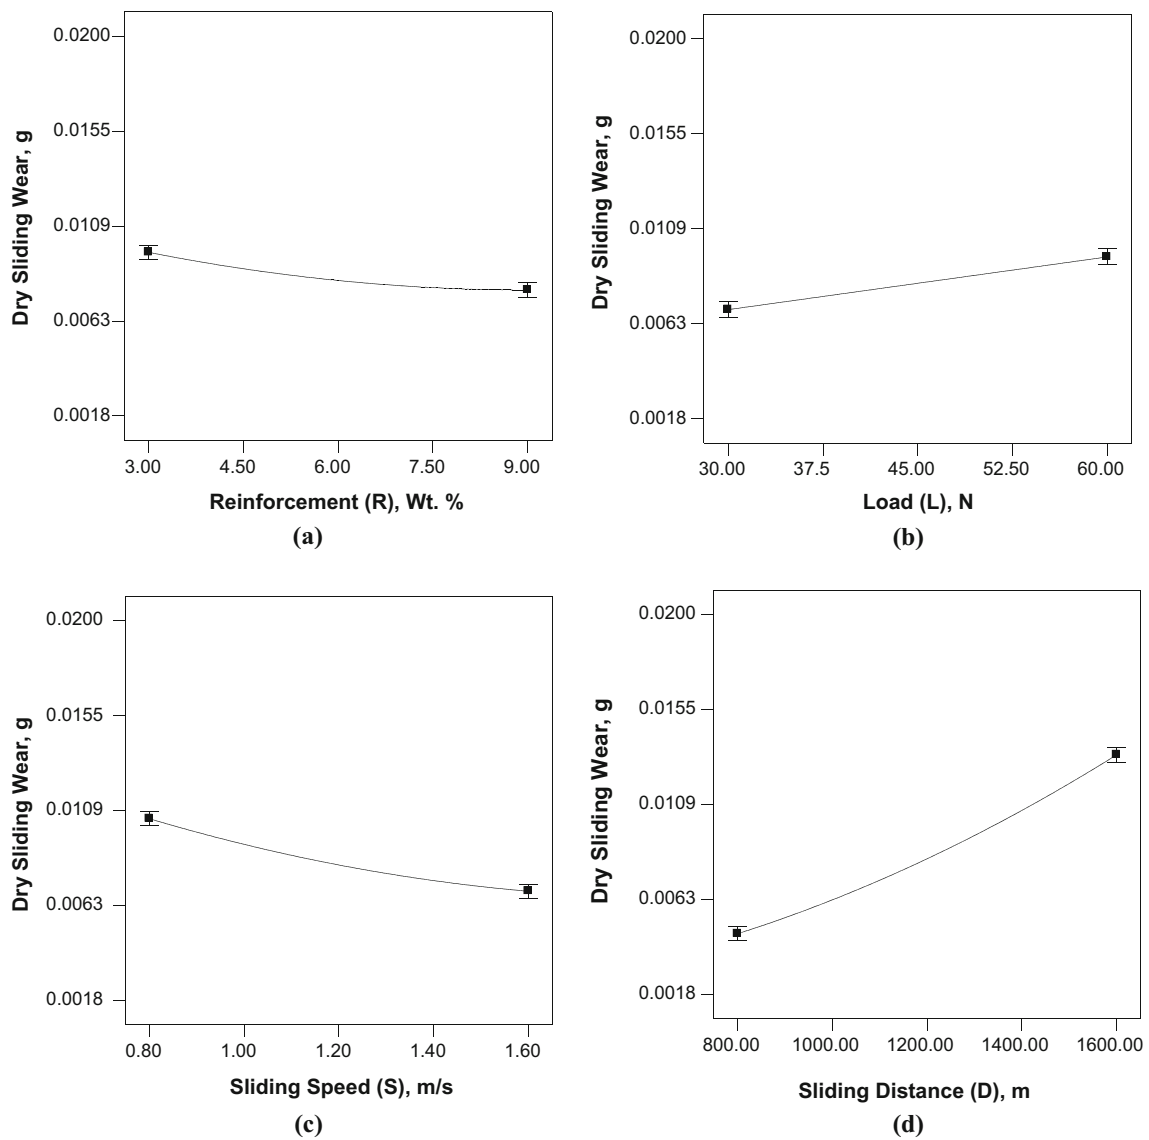 0.0200
0.0155
0.0109
0.0063
0.0018
Dry Sliding Wear, g
3.00 4.50 6.00 7.50 9.00
Reinforcement (R), Wt. %
(a)
0.0200
0.0155
0.0109
0.0063
0.0018
Dry Sliding Wear, g
30.00 37.5 45.00 52.50 60.00
Load (L), N
(b)
0.0200
0.0155
0.0109
0.0063
0.0018
Dry Sliding Wear, g
0.80 1.00 1.20 1.40 1.60
Sliding Speed (S), m/s
(c)
0.0200
0.0155
0.0109
0.0063
0.0018
Dry Sliding Wear, g
800.00 1000.00 1200.00 1400.00 1600.00
Sliding Distance (D), m
(d)